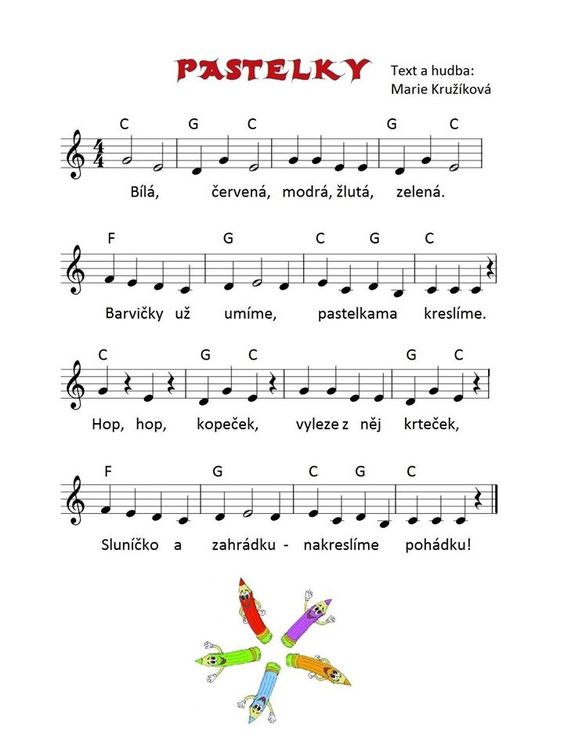 PASTELKY
Text a hudba:
Marie Kružíková
C G C G C
Bílá, červená, modrá, žlutá, zelená.
F G C G C
Barvičky už umíme, pastelkama kreslíme.
C G C G C
Hop, hop, kopeček, vyleze z něj krteček,
F G C G C
Sluníčko a zahrádku - nakreslíme pohádku!